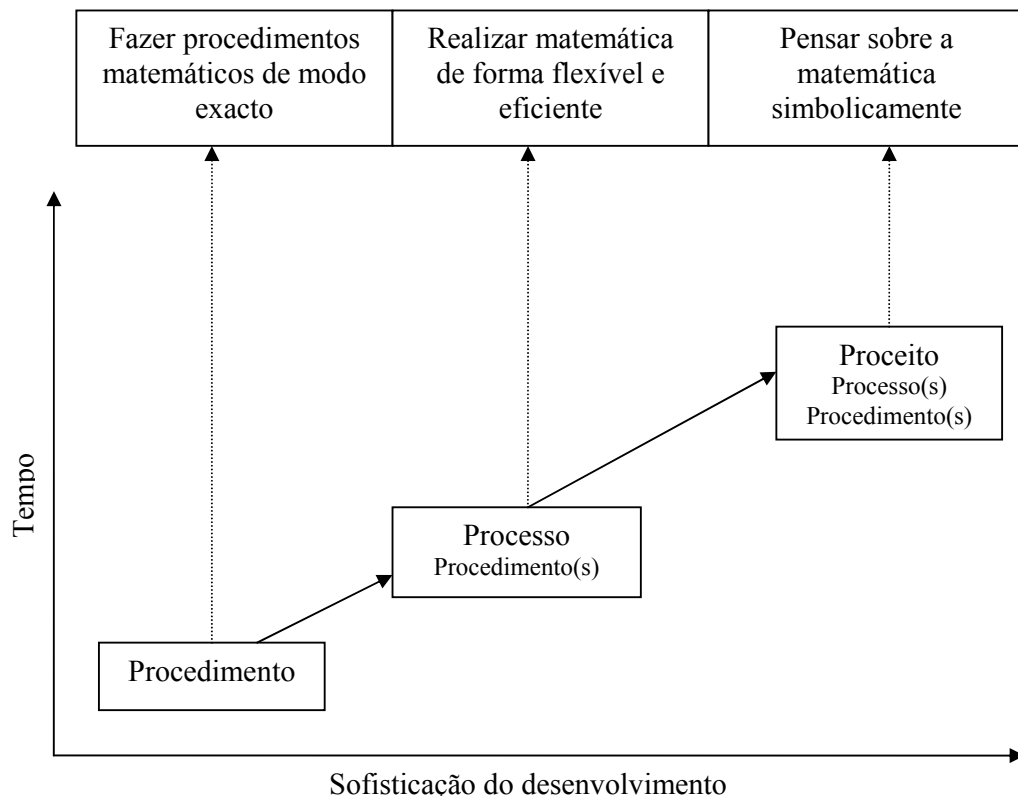 Fazer procedimentos
matemáticos de modo
exacto
Realizar matemática
de forma flexível e
eficiente
Pensar sobre a
matemática
simbolicamente
Proceito
Processo(s)
Procedimento(s)
Processo
Procedimento(s)
Procedimento
Tempo
Sofisticação do desenvolvimento